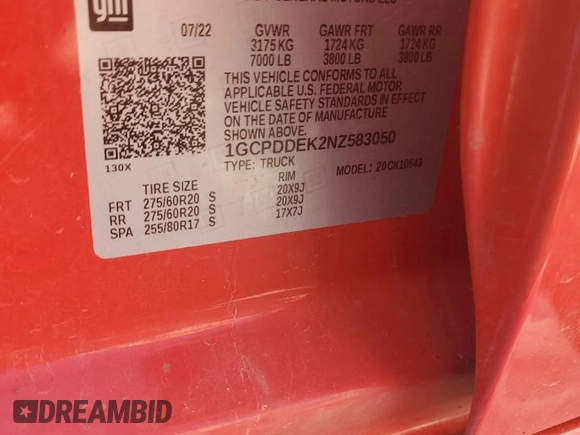 gm
07/22 GVWR GAWR FRT GAWR RR
3175 KG 1724 KG 1724 KG
7000 LB 3800 LB 3800 LB
THIS VEHICLE CONFORMS TO ALL
APPLICABLE U.S. FEDERAL MOTOR
VEHICLE SAFETY STANDARDS IN EFFECT
ON THE DATE OF MANUFACTURE
SHOWN ABOVE.
1GCPDDEK2NZ583050
TYPE: TRUCK MODEL: 20CK10543
130X
TIRE SIZE RIM
FRT 275/60R20 S 20X9J
RR 275/60R20 S 20X9J
SPA 255/80R17 S 17X7J
DREAMBID